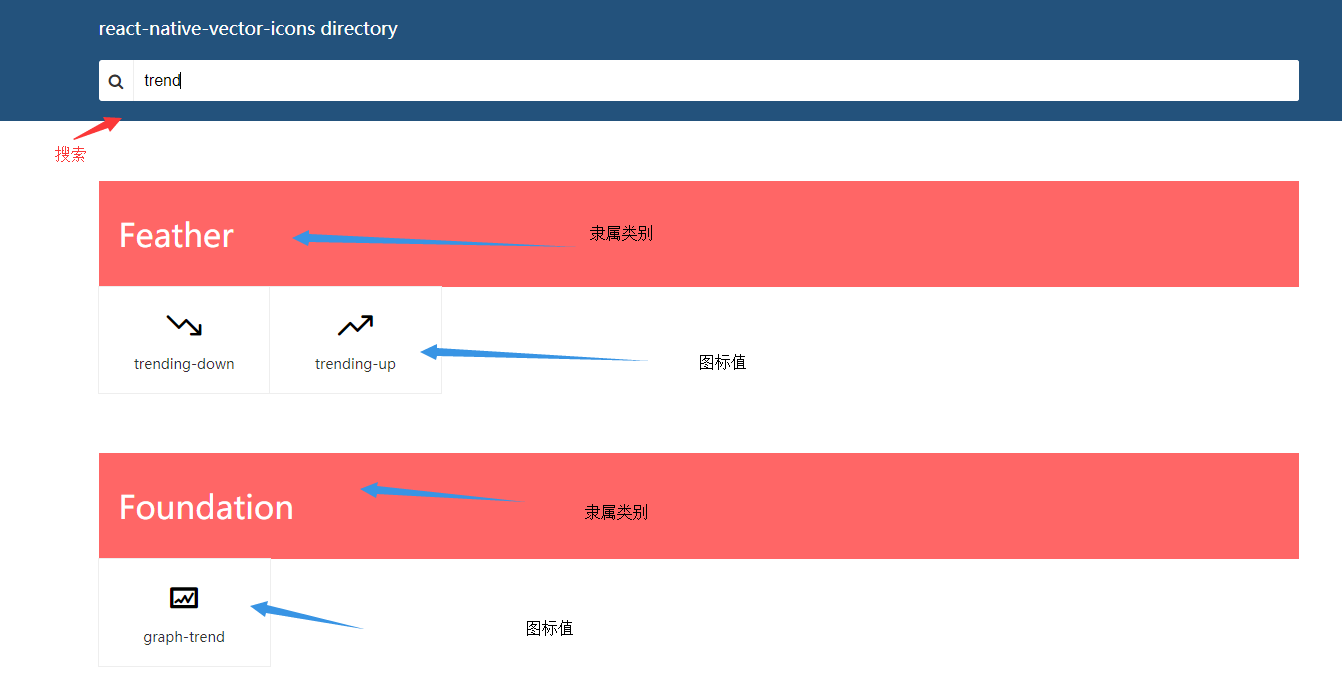 react-native-vector-icons directory
trend
搜索
Feather
隶属类别
trending-down
trending-up
图标值
Foundation
隶属类别
graph-trend
图标值